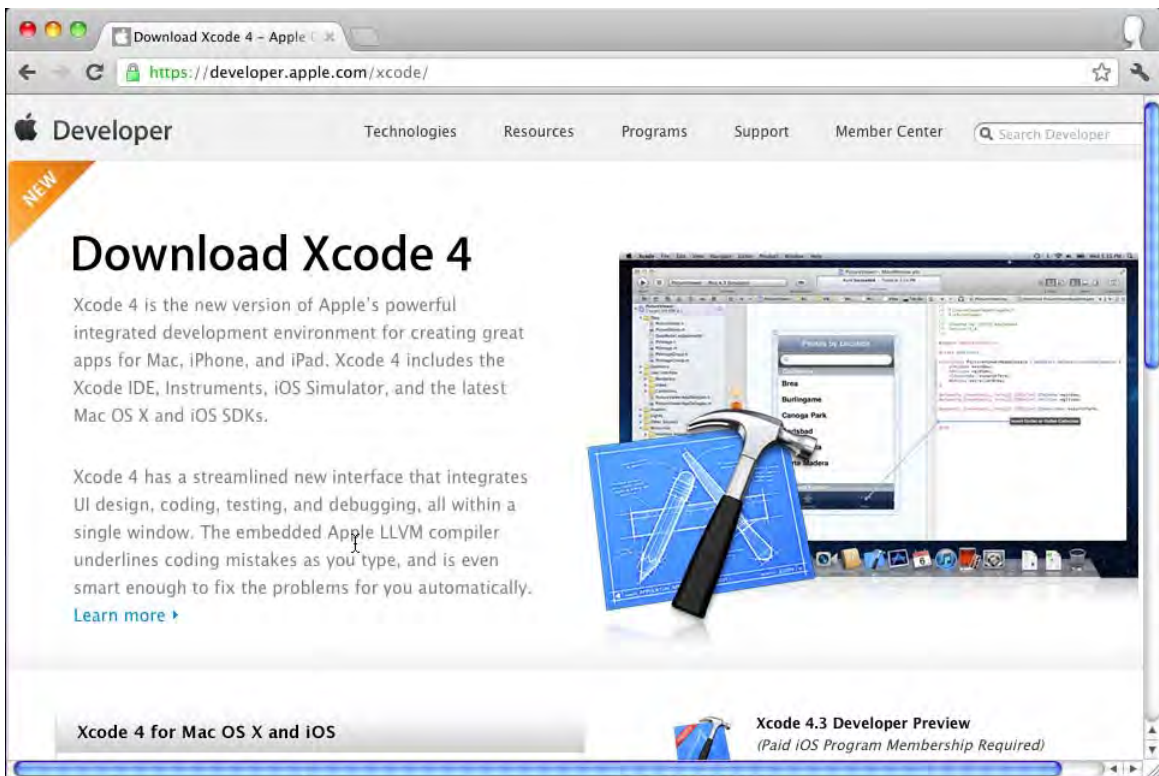 Download Xcode 4 – Apple
https://developer.apple.com/xcode/
Developer
Technologies
Resources
Programs
Support
Member Center
Search Developer
NEW
Download Xcode 4
Xcode 4 is the new version of Apple's powerful
integrated development environment for creating great
apps for Mac, iPhone, and iPad. Xcode 4 includes the
Xcode IDE, Instruments, iOS Simulator, and the latest
Mac OS X and iOS SDKs.
Xcode 4 has a streamlined new interface that integrates
UI design, coding, testing, and debugging, all within a
single window. The embedded Apple LLVM compiler
underlines coding mistakes as you type, and is even
smart enough to fix the problems for you automatically.
Learn more
Photos by Location
Brea
Burlingame
Canoga Park
Xcode 4 for Mac OS X and iOS
Xcode 4.3 Developer Preview
(Paid iOS Program Membership Required)